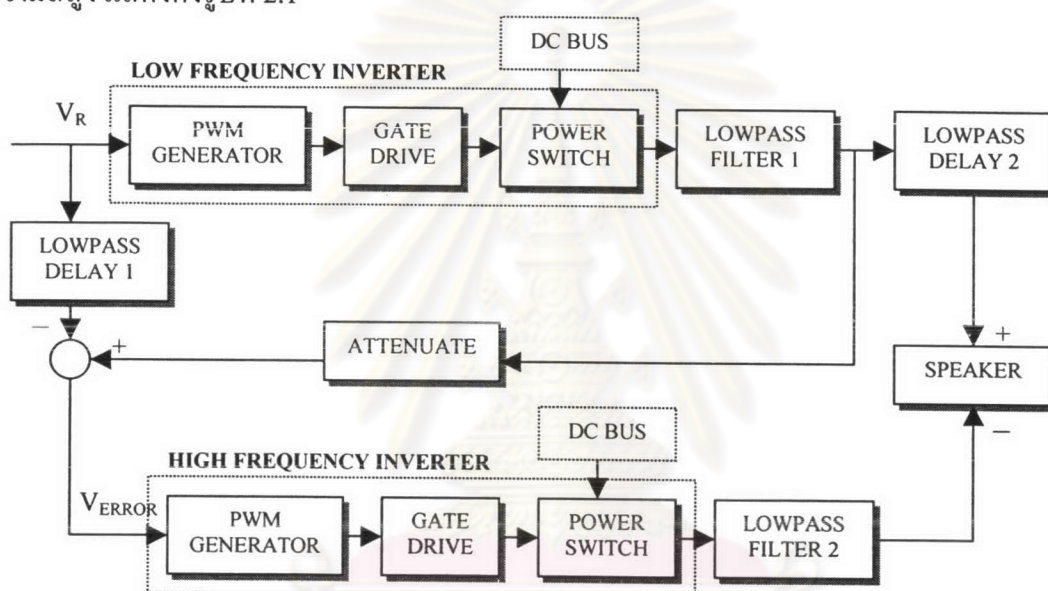 DC BUS
LOW FREQUENCY INVERTER
V_R
PWM
GENERATOR
GATE
DRIVE
POWER
SWITCH
LOWPASS
FILTER 1
LOWPASS
DELAY 2
LOWPASS
DELAY 1
−
+
ATTENUATE
+
SPEAKER
−
DC BUS
HIGH FREQUENCY INVERTER
V_ERROR
PWM
GENERATOR
GATE
DRIVE
POWER
SWITCH
LOWPASS
FILTER 2